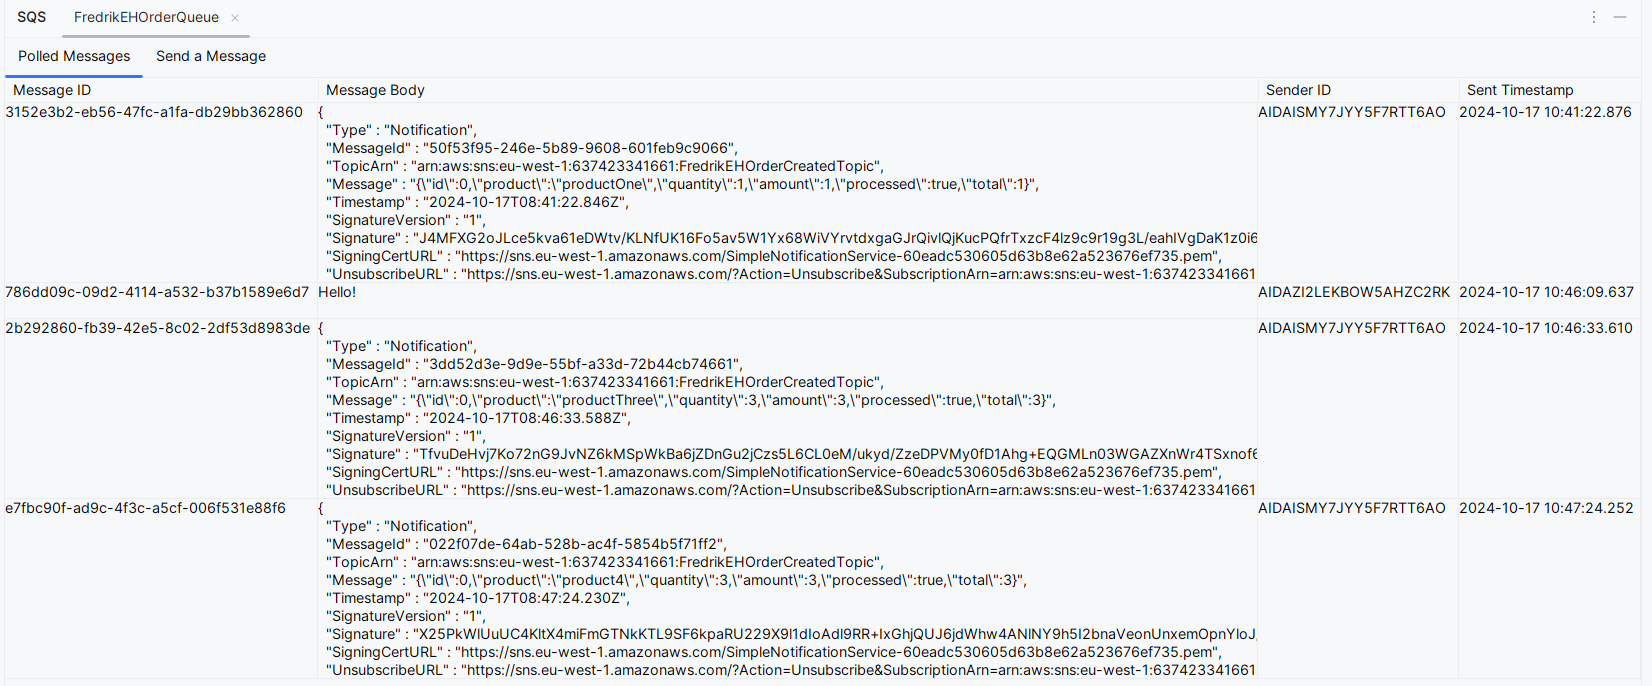 SQS FredrikEHOrderQueue
Polled Messages Send a Message
Message ID Message Body Sender ID Sent Timestamp
3152e3b2-eb56-47fc-a1fa-db29bb362860 { AIDAISMY7JYY5F7RTT6AO 2024-10-17 10:41:22.876
"Type" : "Notification",
"MessageId" : "50f53f95-246e-5b89-9608-601feb9c9066",
"TopicArn" : "arn:aws:sns:eu-west-1:637423341661:FredrikEHOrderCreatedTopic",
"Message" : "{\"id\":0,\"product\":\"productOne\",\"quantity\":1,\"amount\":1,\"processed\":true,\"total\":1}",
"Timestamp" : "2024-10-17T08:41:22.846Z",
"SignatureVersion" : "1",
"Signature" : "J4MFXG2oJLce5kva61eDWtv/KLNfUK16Fo5av5W1Yx68WiVYrvtdxgaGJrQivlQjKucPQfrTxzcF4lz9c9r19g3L/eahIVgDaK1z0i6
"SigningCertURL" : "https://sns.eu-west-1.amazonaws.com/SimpleNotificationService-60eadc530605d63b8e62a523676ef735.pem",
"UnsubscribeURL" : "https://sns.eu-west-1.amazonaws.com/?Action=Unsubscribe&SubscriptionArn=arn:aws:sns:eu-west-1:637423341661
786dd09c-09d2-4114-a532-b37b1589e6d7 Hello! AIDAZI2LEKBOW5AHZC2RK 2024-10-17 10:46:09.637
2b292860-fb39-42e5-8c02-2df53d8983de { AIDAISMY7JYY5F7RTT6AO 2024-10-17 10:46:33.610
"Type" : "Notification",
"MessageId" : "3dd52d3e-9d9e-55bf-a33d-72b44cb74661",
"TopicArn" : "arn:aws:sns:eu-west-1:637423341661:FredrikEHOrderCreatedTopic",
"Message" : "{\"id\":0,\"product\":\"productThree\",\"quantity\":3,\"amount\":3,\"processed\":true,\"total\":3}",
"Timestamp" : "2024-10-17T08:46:33.588Z",
"SignatureVersion" : "1",
"Signature" : "TfvuDeHvj7Ko72nG9JvNZ6kMSpWkBa6jZDnGu2jCzs5L6CL0eM/ukyd/ZzeDPVMy0fD1Ahg+EQGMLn03WGAZXnWr4TSxnof6
"SigningCertURL" : "https://sns.eu-west-1.amazonaws.com/SimpleNotificationService-60eadc530605d63b8e62a523676ef735.pem",
"UnsubscribeURL" : "https://sns.eu-west-1.amazonaws.com/?Action=Unsubscribe&SubscriptionArn=arn:aws:sns:eu-west-1:637423341661
e7fbc90f-ad9c-4f3c-a5cf-006f531e88f6 { AIDAISMY7JYY5F7RTT6AO 2024-10-17 10:47:24.252
"Type" : "Notification",
"MessageId" : "022f07de-64ab-528b-ac4f-5854b5f71ff2",
"TopicArn" : "arn:aws:sns:eu-west-1:637423341661:FredrikEHOrderCreatedTopic",
"Message" : "{\"id\":0,\"product\":\"product4\",\"quantity\":3,\"amount\":3,\"processed\":true,\"total\":3}",
"Timestamp" : "2024-10-17T08:47:24.230Z",
"SignatureVersion" : "1",
"Signature" : "X25PkWlUuUC4KltX4miFmGTNkKTL9SF6kpaRU229X9l1dIoAdl9RR+IxGhjQUJ6jdWhw4ANlNY9h5I2bnaVeonUnxemOpnYloJ
"SigningCertURL" : "https://sns.eu-west-1.amazonaws.com/SimpleNotificationService-60eadc530605d63b8e62a523676ef735.pem",
"UnsubscribeURL" : "https://sns.eu-west-1.amazonaws.com/?Action=Unsubscribe&SubscriptionArn=arn:aws:sns:eu-west-1:637423341661